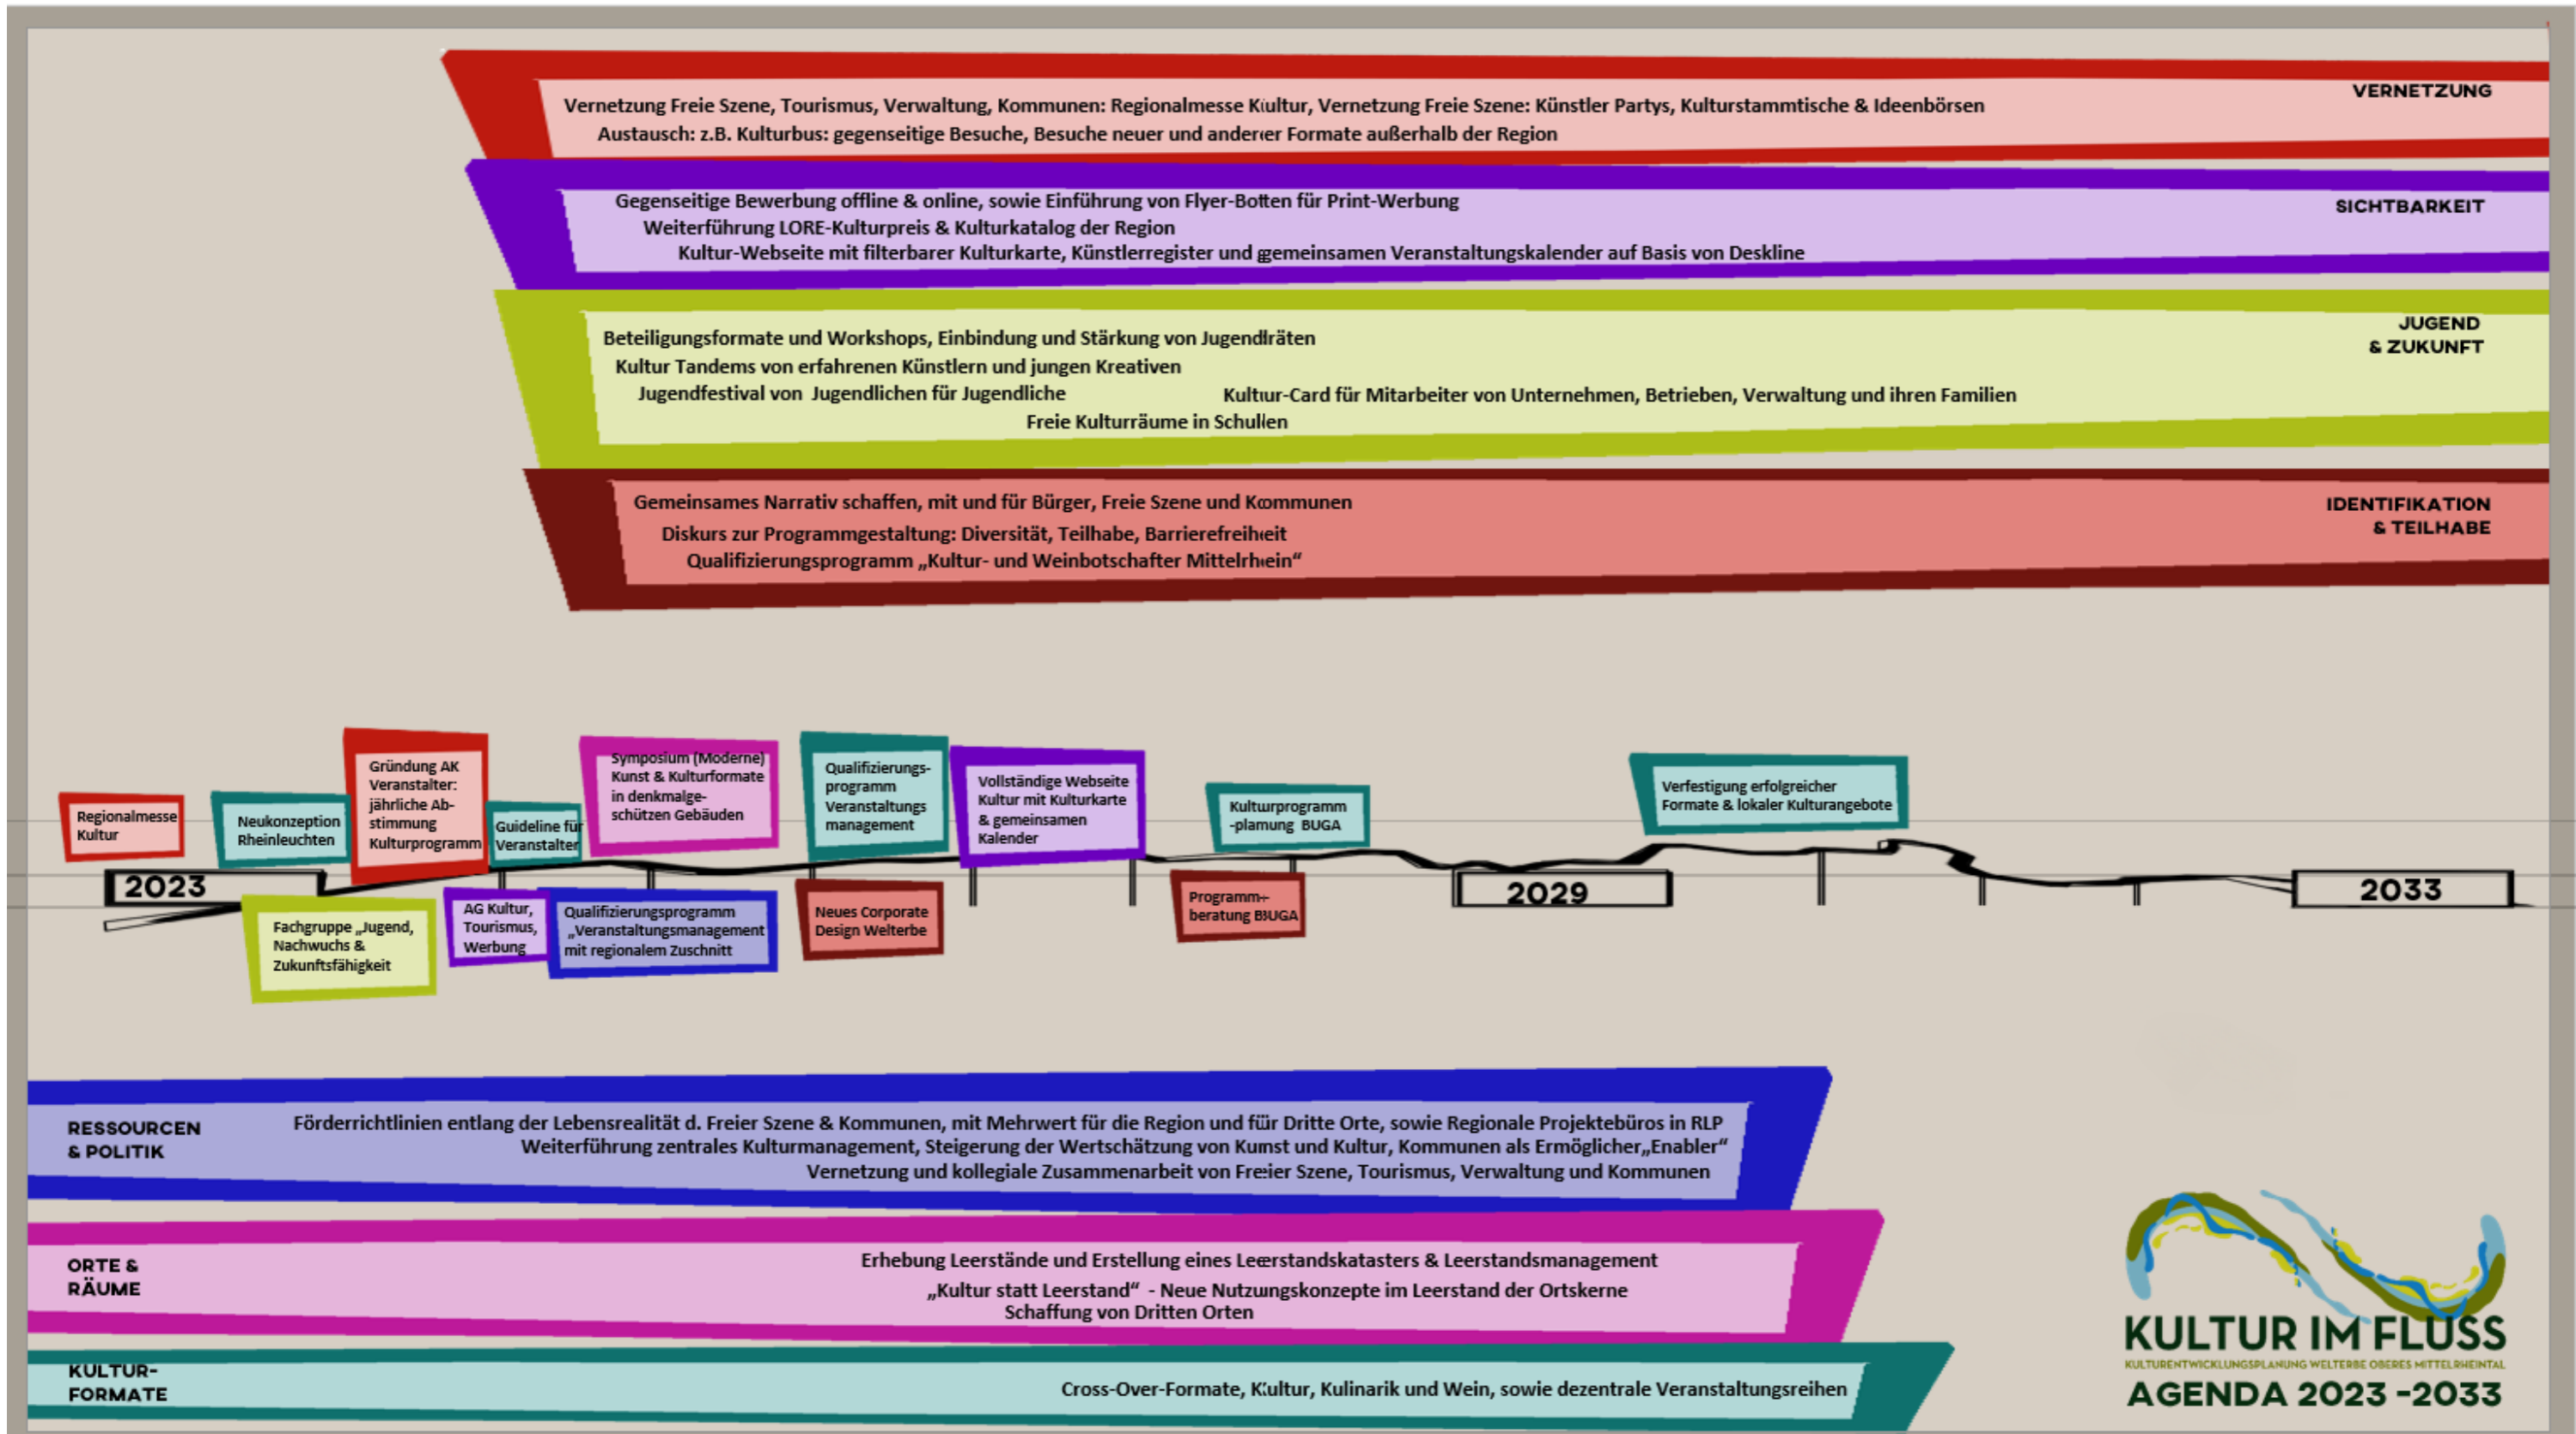 VERNETZUNG
Vernetzung Freie Szene, Tourismus, Verwaltung, Kommunen: Regionalmesse Kultur, Vernetzung Freie Szene: Künstler Partys, Kulturstammtische & Ideenbörsen
Austausch: z.B. Kulturbus: gegenseitige Besuche, Besuche neuer und anderer Formate außerhalb der Region
SICHTBARKEIT
Gegenseitige Bewerbung offline & online, sowie Einführung von Flyer-Botten für Print-Werbung
Weiterführung LORE-Kulturpreis & Kulturkatalog der Region
Kultur-Webseite mit filterbarer Kulturkarte, Künstlerregister und gemeinsamen Veranstaltungskalender auf Basis von Deskline
JUGEND
& ZUKUNFT
Beteiligungsformate und Workshops, Einbindung und Stärkung von Jugendräten
Kultur Tandems von erfahrenen Künstlern und jungen Kreativen
Jugendfestival von Jugendlichen für Jugendliche
Kultur-Card für Mitarbeiter von Unternehmen, Betrieben, Verwaltung und ihren Familien
Freie Kulturräume in Schulen
IDENTIFIKATION
& TEILHABE
Gemeinsames Narrativ schaffen, mit und für Bürger, Freie Szene und Kommunen
Diskurs zur Programmgestaltung: Diversität, Teilhabe, Barrierefreiheit
Qualifizierungsprogramm „Kultur- und Weinbotschafter Mittelrhein“
Regionalmesse
Kultur
Neukonzeption
Rheinleuchten
Gründung AK
Veranstalter:
jährliche Ab-
stimmung
Kulturprogramm
Guideline für
Veranstalter
Symposium (Moderne)
Kunst & Kulturformate
in denkmalge-
schützen Gebäuden
Qualifizierungs-
programm
Veranstaltungs
management
Vollständige Webseite
Kultur mit Kulturkarte
& gemeinsamen
Kalender
Kulturprogramm
-planung BUGA
Verfestigung erfolgreicher
Formate & lokaler Kulturangebote
2023
2029
2033
Fachgruppe „Jugend,
Nachwuchs &
Zukunftsfähigkeit
AG Kultur,
Tourismus,
Werbung
Qualifizierungsprogramm
„Veranstaltungsmanagement
mit regionalem Zuschnitt
Neues Corporate
Design Welterbe
Programm-
beratung BUGA
RESSOURCEN
& POLITIK
Förderrichtlinien entlang der Lebensrealität d. Freier Szene & Kommunen, mit Mehrwert für die Region und für Dritte Orte, sowie Regionale Projektebüros in RLP
Weiterführung zentrales Kulturmanagement, Steigerung der Wertschätzung von Kunst und Kultur, Kommunen als Ermöglicher„Enabler“
Vernetzung und kollegiale Zusammenarbeit von Freier Szene, Tourismus, Verwaltung und Kommunen
ORTE &
RÄUME
Erhebung Leerstände und Erstellung eines Leerstandskatasters & Leerstandsmanagement
„Kultur statt Leerstand“ - Neue Nutzungskonzepte im Leerstand der Ortskerne
Schaffung von Dritten Orten
KULTUR-
FORMATE
Cross-Over-Formate, Kultur, Kulinarik und Wein, sowie dezentrale Veranstaltungsreihen
KULTUR IM FLUSS
KULTURENTWICKLUNGSPLANUNG WELTERBE OBERES MITTELRHEINTAL
AGENDA 2023 -2033